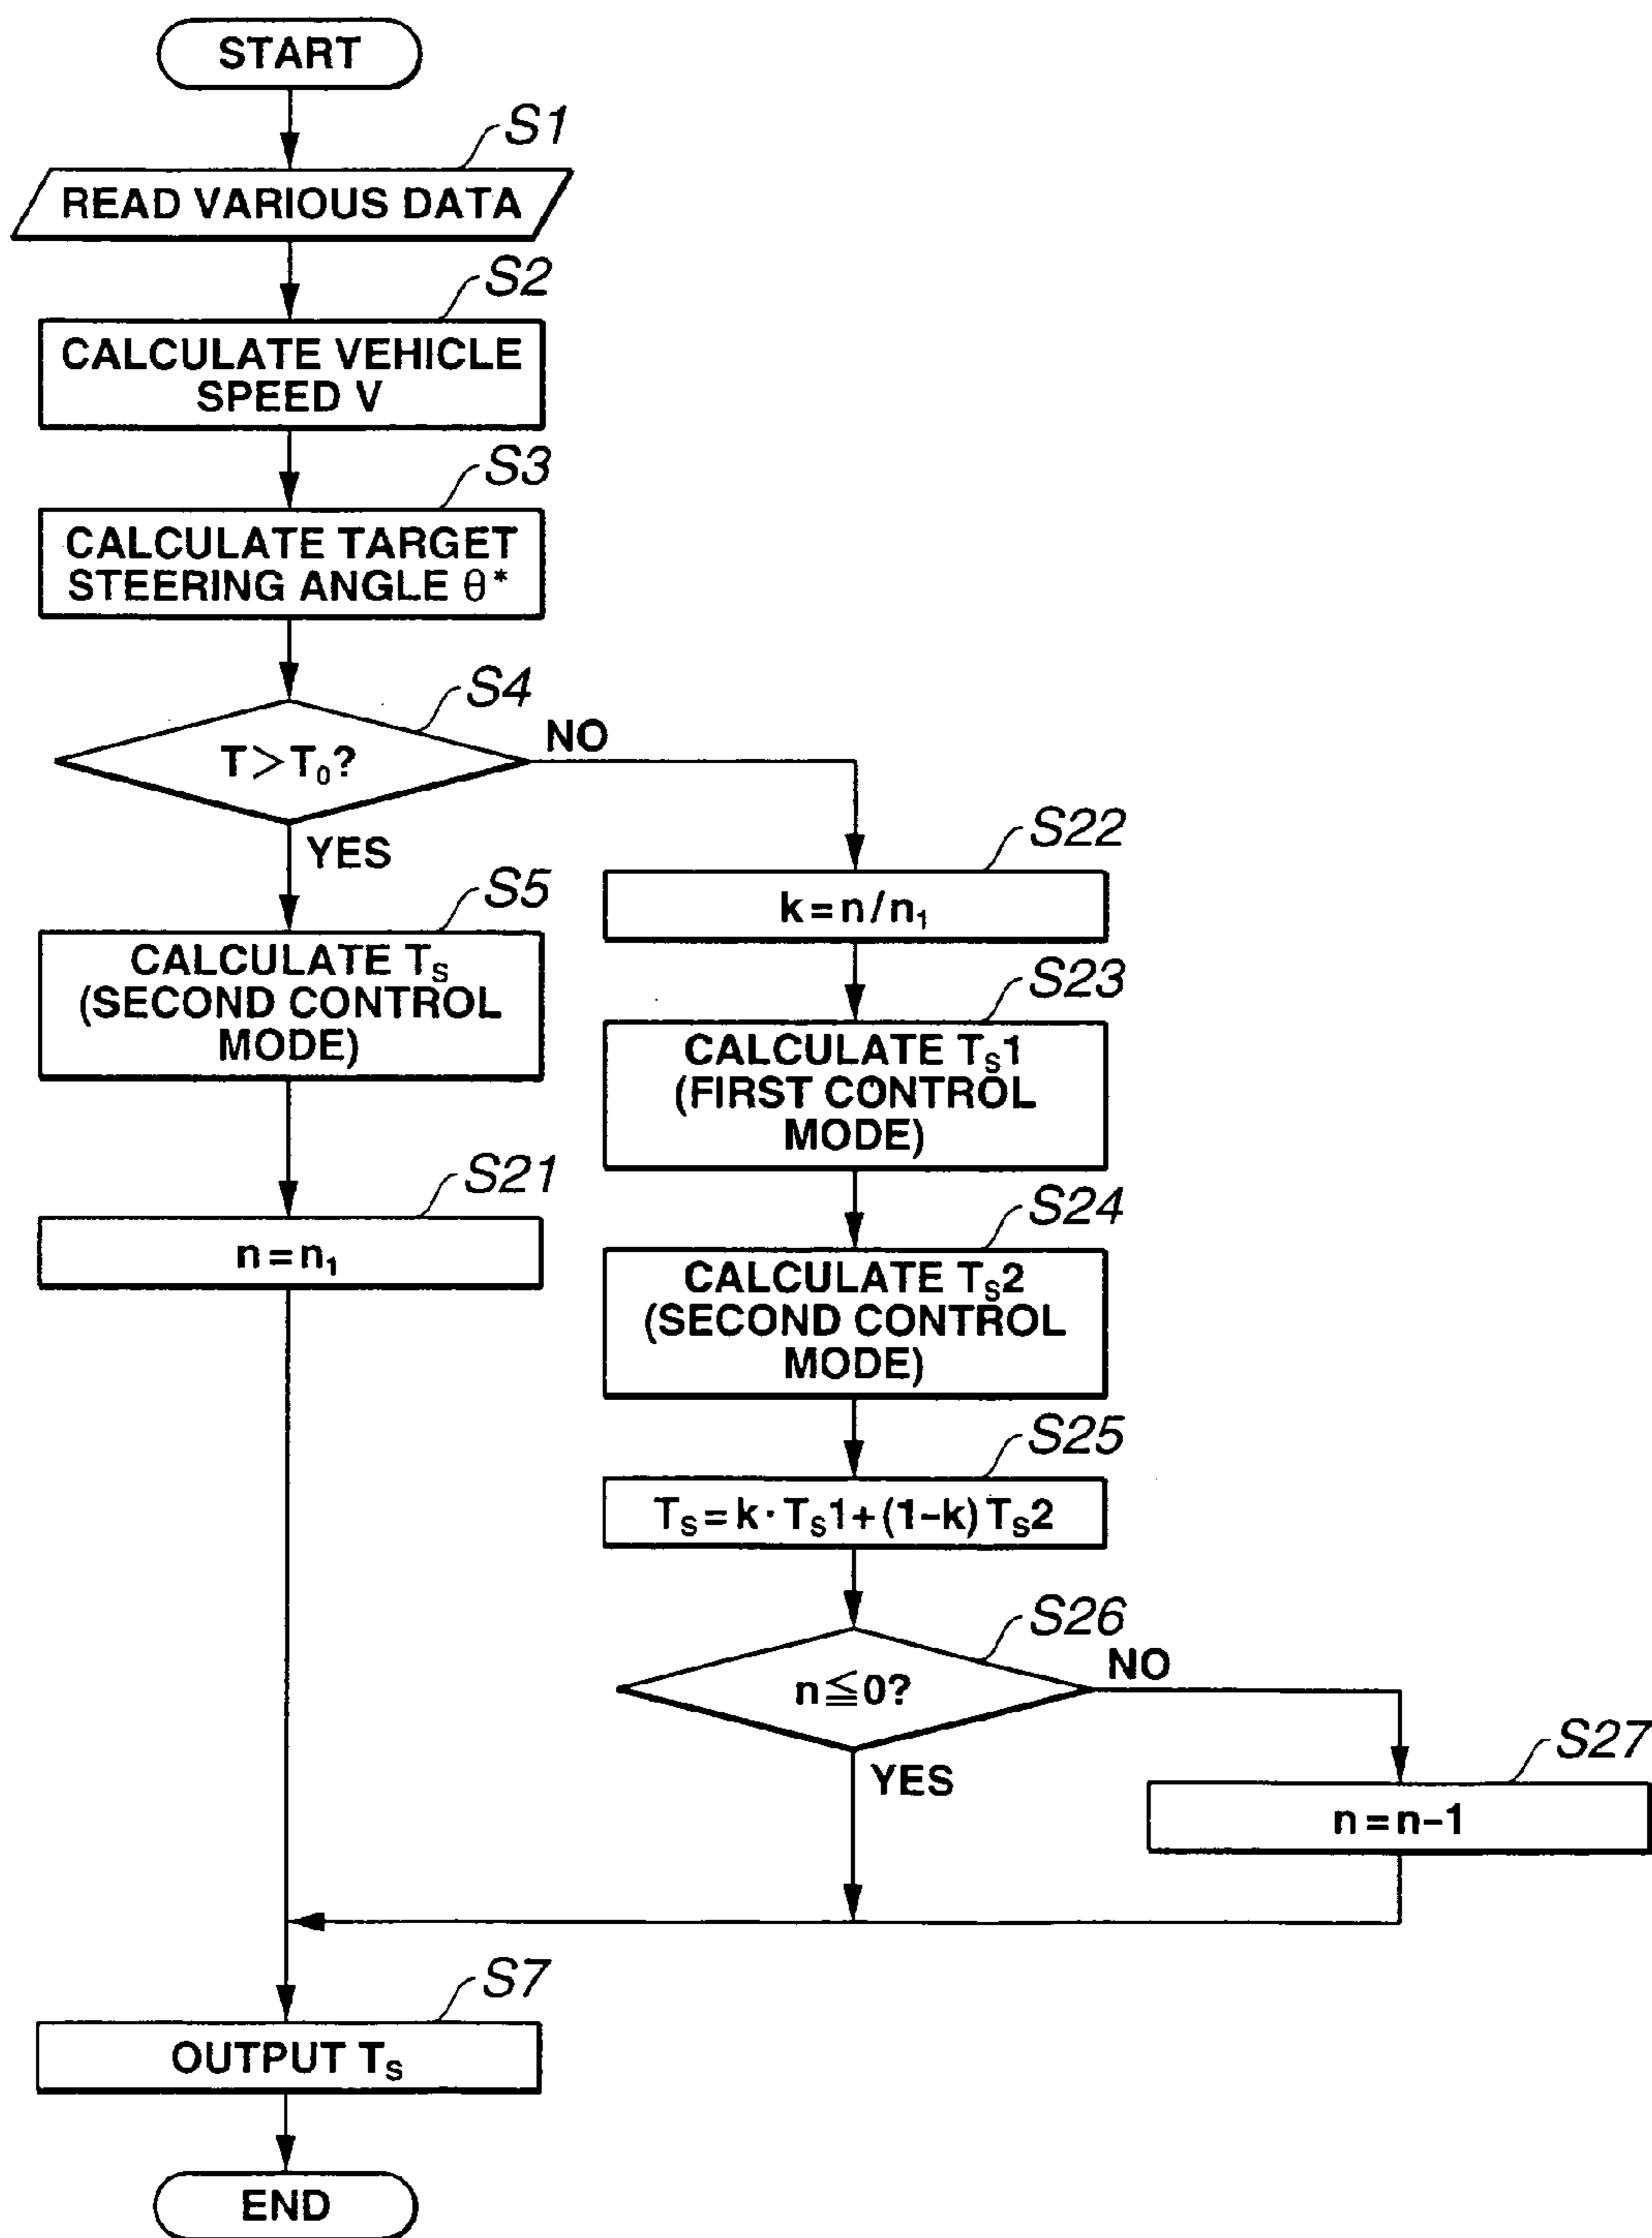 START
S1
READ VARIOUS DATA
S2
CALCULATE VEHICLE
SPEED V
S3
CALCULATE TARGET
STEERING ANGLE θ*
S4
T>T₀?
NO
YES
S5
CALCULATE Tₛ
(SECOND CONTROL
MODE)
S21
n=n₁
S22
k=n/n₁
S23
CALCULATE Tₛ1
(FIRST CONTROL
MODE)
S24
CALCULATE Tₛ2
(SECOND CONTROL
MODE)
S25
Tₛ=k·Tₛ1+(1-k)Tₛ2
S26
n≦0?
NO
YES
S27
n=n-1
S7
OUTPUT Tₛ
END